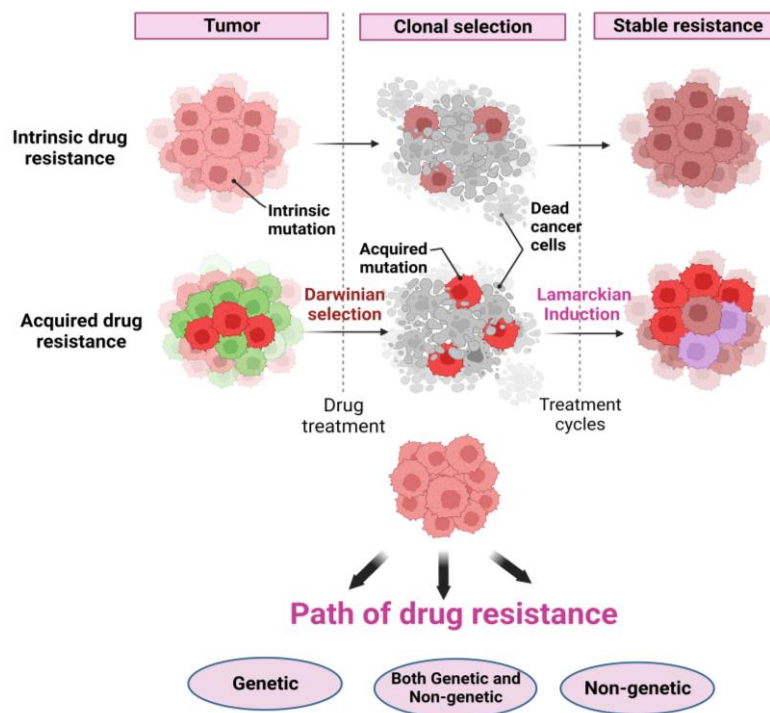 Tumor
Clonal selection
Stable resistance
Intrinsic drug
resistance
Intrinsic
mutation
Dead
cancer
cells
Acquired
mutation
Acquired drug
resistance
Darwinian
selection
Lamarckian
Induction
Drug
treatment
Treatment
cycles
Path of drug resistance
Genetic
Both Genetic and
Non-genetic
Non-genetic